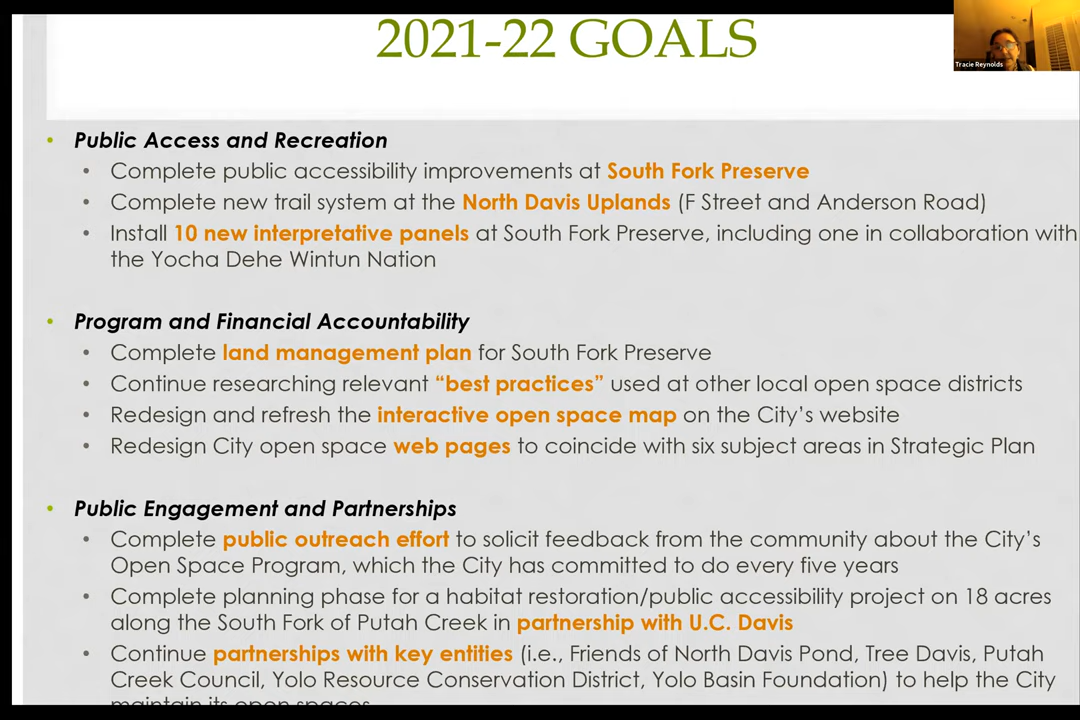 2021-22 GOALS
Tracie Reynolds
• Public Access and Recreation
• Complete public accessibility improvements at South Fork Preserve
• Complete new trail system at the North Davis Uplands (F Street and Anderson Road)
• Install 10 new interpretative panels at South Fork Preserve, including one in collaboration with
the Yocha Dehe Wintun Nation
• Program and Financial Accountability
• Complete land management plan for South Fork Preserve
• Continue researching relevant “best practices” used at other local open space districts
• Redesign and refresh the interactive open space map on the City’s website
• Redesign City open space web pages to coincide with six subject areas in Strategic Plan
• Public Engagement and Partnerships
• Complete public outreach effort to solicit feedback from the community about the City’s
Open Space Program, which the City has committed to do every five years
• Complete planning phase for a habitat restoration/public accessibility project on 18 acres
along the South Fork of Putah Creek in partnership with U.C. Davis
• Continue partnerships with key entities (i.e., Friends of North Davis Pond, Tree Davis, Putah
Creek Council, Yolo Resource Conservation District, Yolo Basin Foundation) to help the City
maintain its open spaces